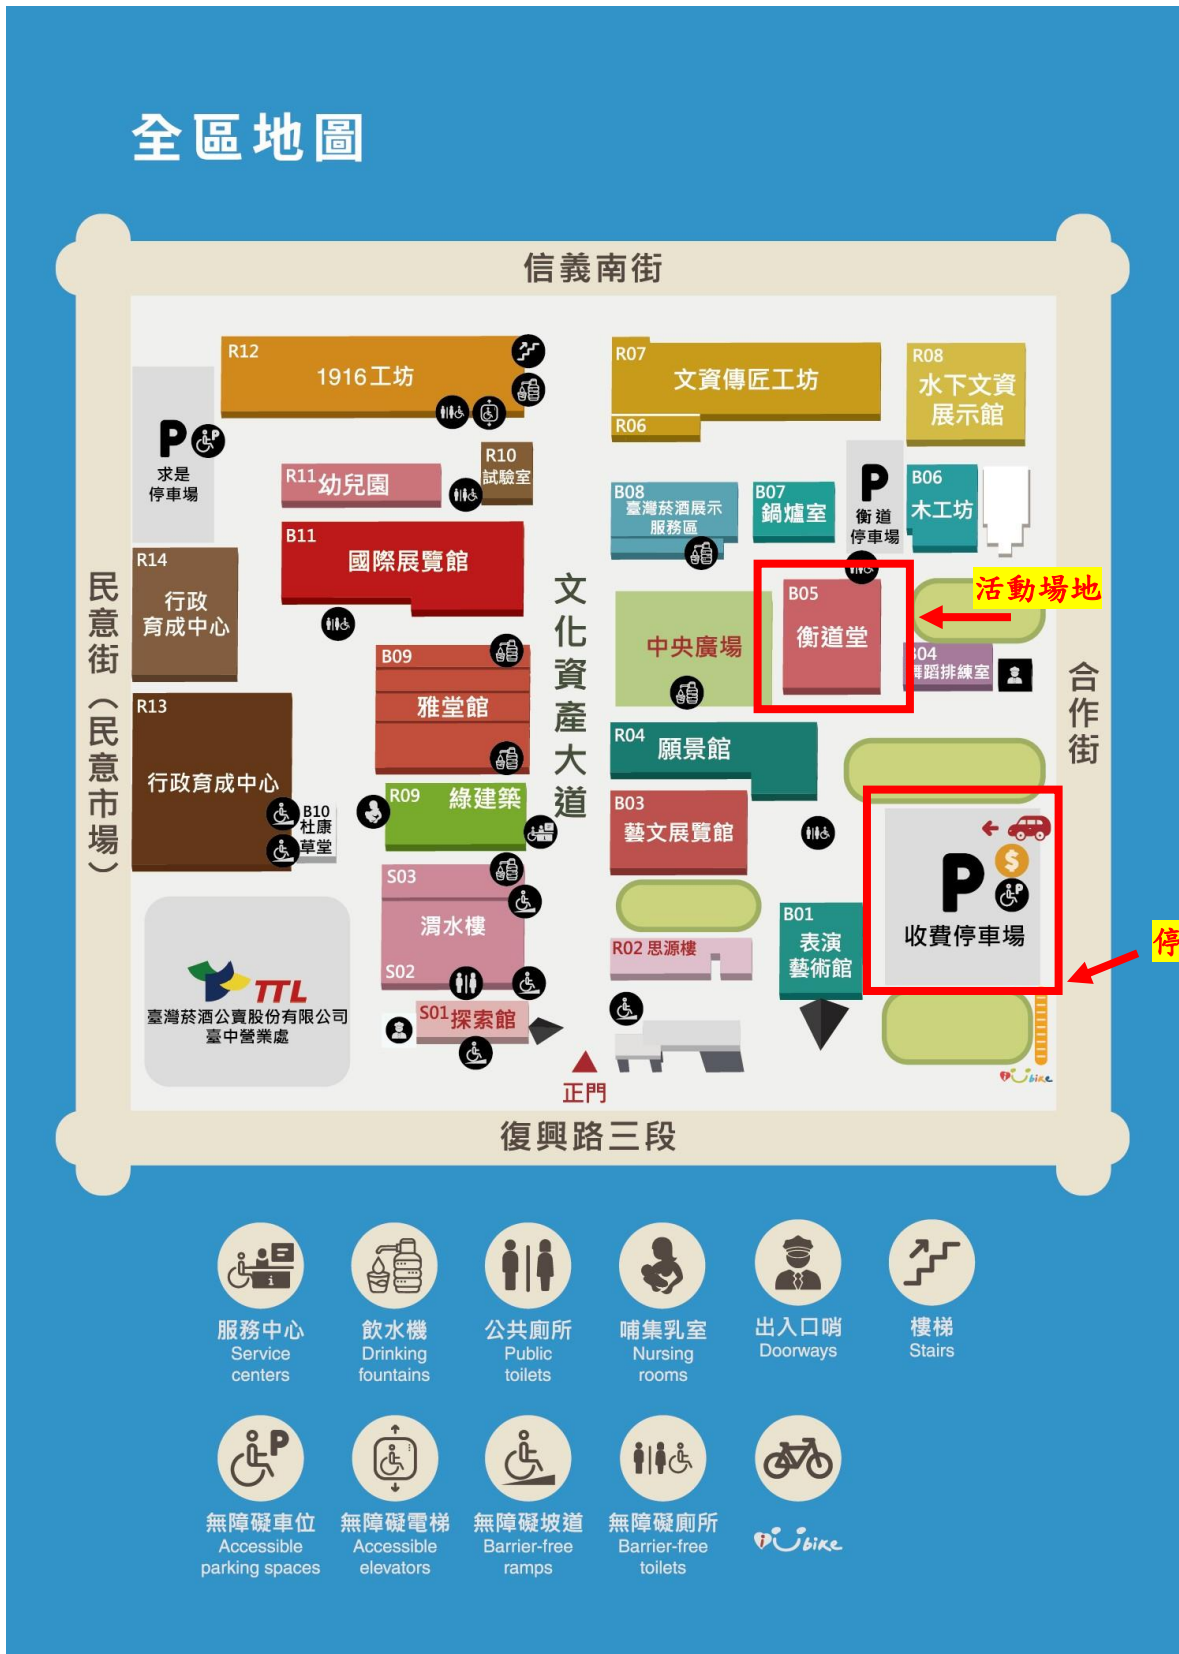 全區地圖
信義南街
R12
1916工坊
R07
文資傳匠工坊
R06
R08
水下文資
展示館
P
求是
停車場
R11 幼兒園
R10
試驗室
B08
臺灣菸酒展示
服務區
B07
鍋爐室
P
衡道
停車場
B06
木工坊
B11
國際展覽館
R14
行政
育成中心
民意街（民意市場）
文化資產大道
中央廣場
B05
衡道堂
活動場地
B04
舞蹈排練室
合作街
B09
雅堂館
R13
行政育成中心
B10
杜康
草堂
R09 綠建築
R04 願景館
B03
藝文展覽館
P
$
P
收費停車場
停
S03
渭水樓
S02
R02 思源樓
B01
表演
藝術館
TTL
臺灣菸酒公賣股份有限公司
臺中營業處
S01 探索館
正門
iUbike
復興路三段
服務中心
Service
centers
飲水機
Drinking
fountains
公共廁所
Public
toilets
哺集乳室
Nursing
rooms
出入口哨
Doorways
樓梯
Stairs
P
無障礙車位
Accessible
parking spaces
無障礙電梯
Accessible
elevators
無障礙坡道
Barrier-free
ramps
無障礙廁所
Barrier-free
toilets
iUbike